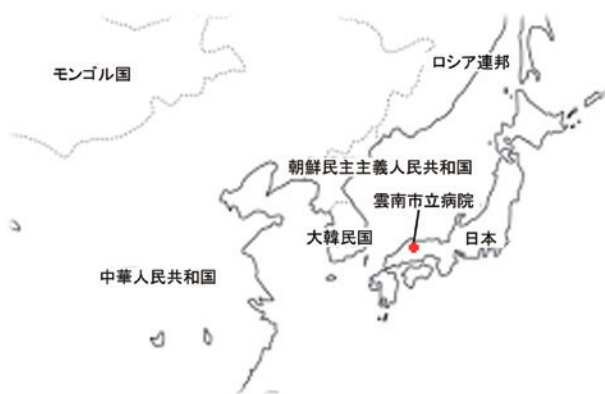 モンゴル国
ロシア連邦
朝鮮民主主義人民共和国
雲南市立病院
大韓民国
日本
中華人民共和国